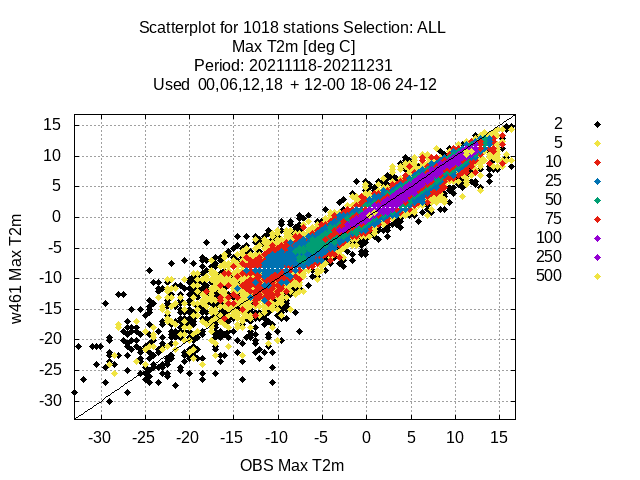 Scatterplot for 1018 stations Selection: ALL
Max T2m [deg C]
Period: 20211118-20211231
Used 00,06,12,18 + 12-00 18-06 24-12
15
10
5
0
-5
-10
-15
-20
-25
-30
w461 Max T2m
-30 -25 -20 -15 -10 -5 0 5 10 15
OBS Max T2m
2
5
10
25
50
75
100
250
500